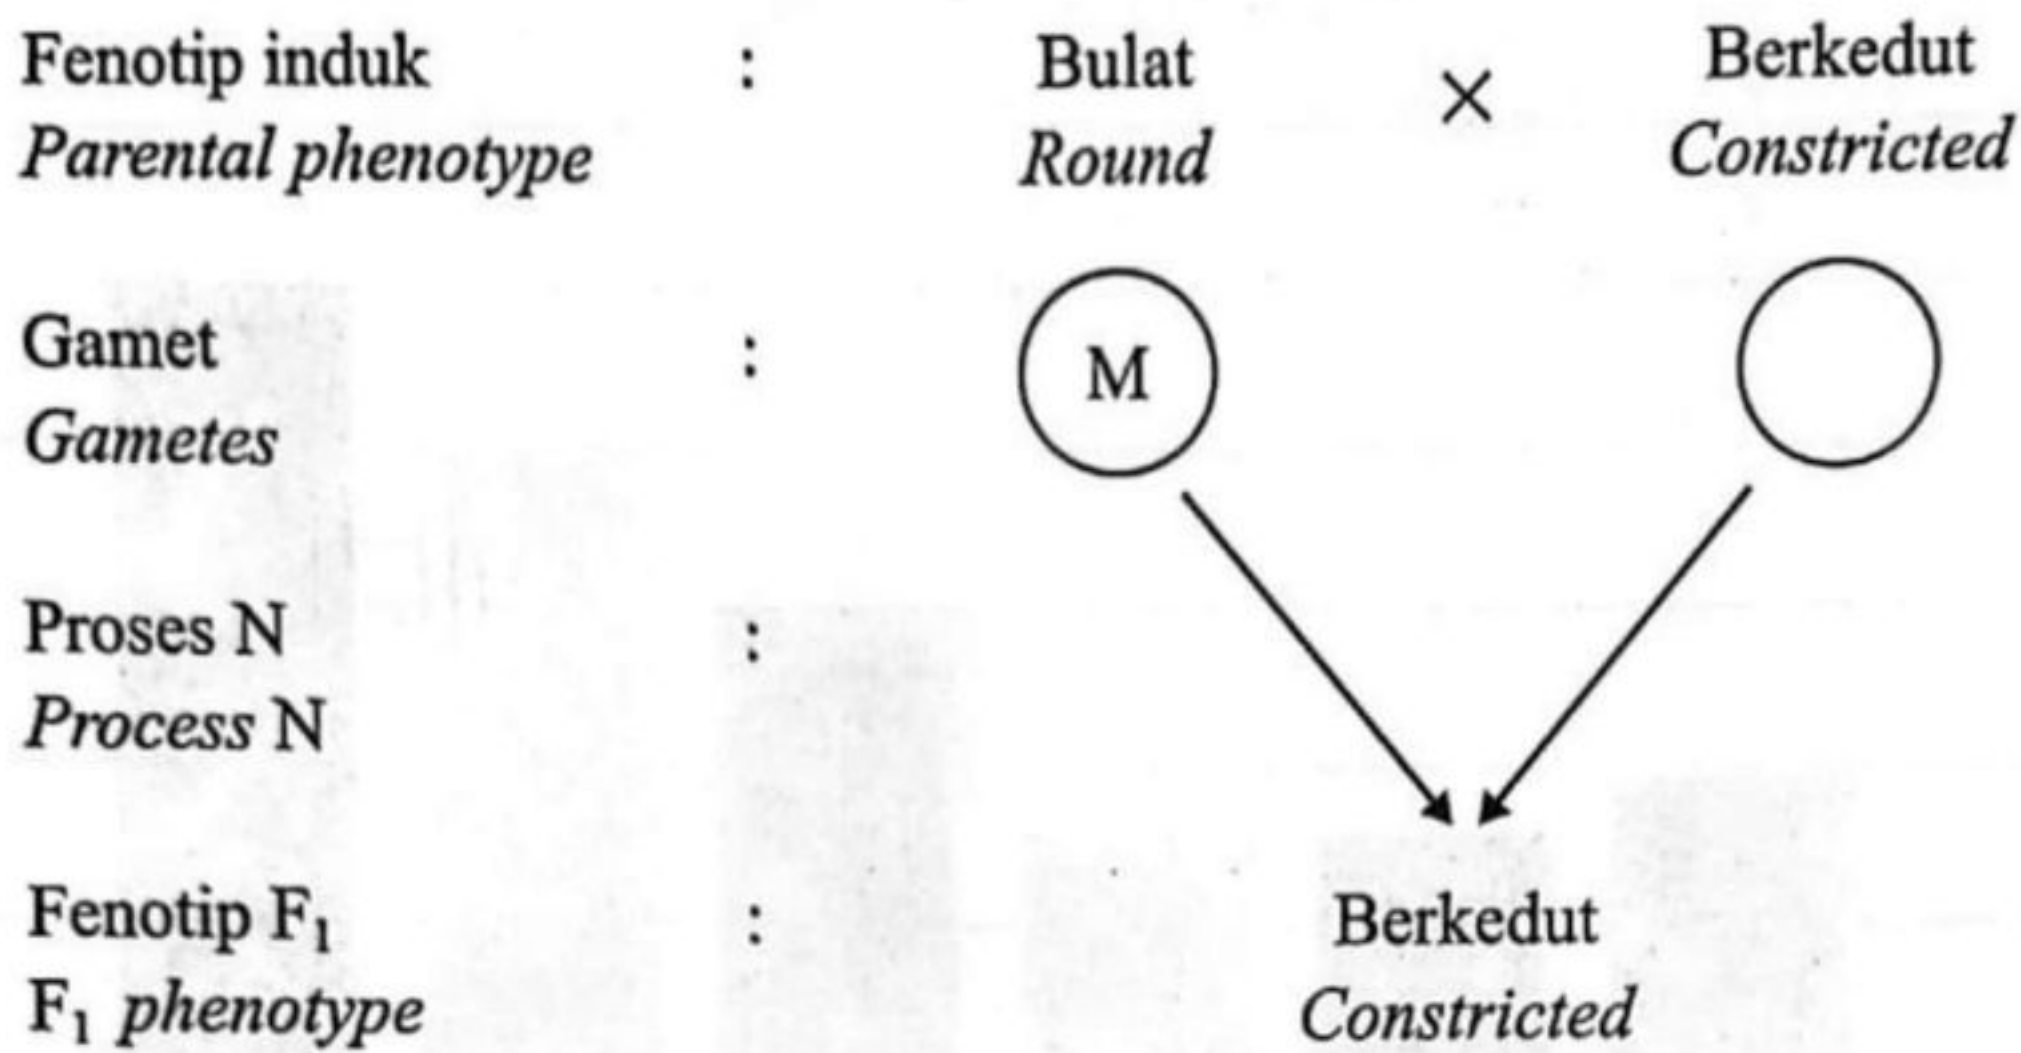 Fenotip induk : Bulat × Berkedut
Parental phenotype Round Constricted
Gamet : M
Gametes
Proses N :
Process N
Fenotip F₁ : Berkedut
F₁ phenotype Constricted